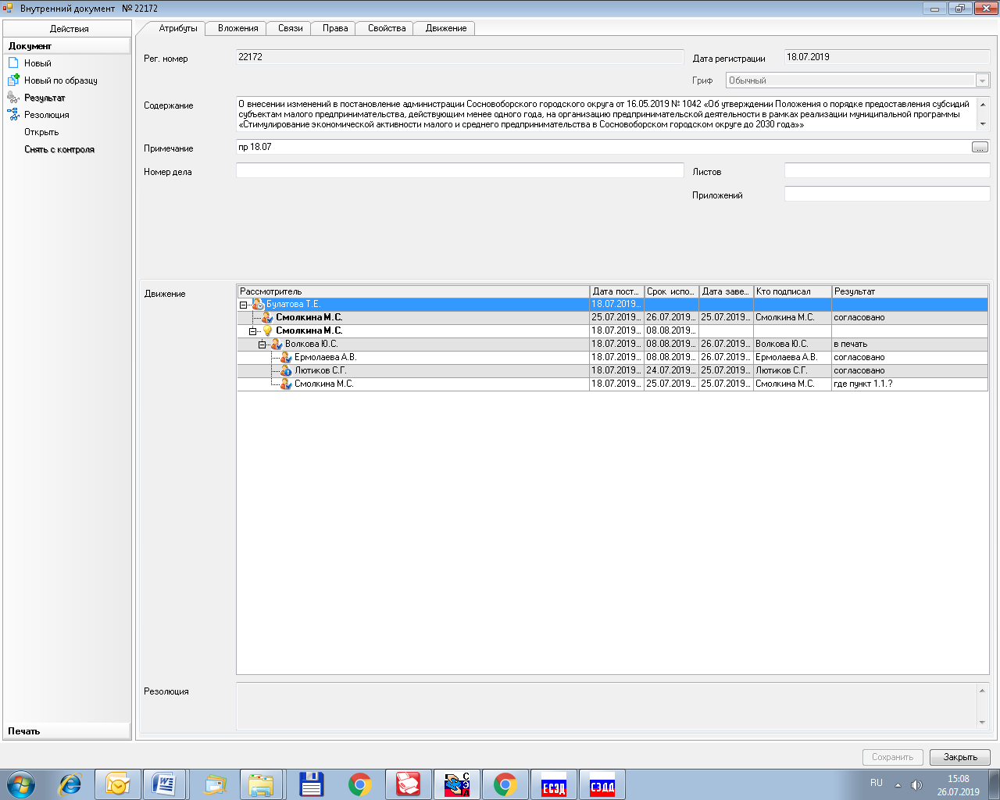 Внутренний документ № 22172
Действия
Документ
Новый
Новый по образцу
Результат
Резолюция
Открыть
Снять с контроля
Печать
Атрибуты Вложения Связи Права Свойства Движение
Рег. номер 22172 Дата регистрации 18.07.2019
Гриф Обычный
Содержание О внесении изменений в постановление администрации Сосновоборского городского округа от 16.05.2019 № 1042 «Об утверждении Положения о порядке предоставления субсидий
субъектам малого предпринимательства, действующим менее одного года, на организацию предпринимательской деятельности в рамках реализации муниципальной программы
«Стимулирование экономической активности малого и среднего предпринимательства в Сосновоборском городском округе до 2030 года»»
Примечание пр 18.07 ...
Номер дела Листов
Приложений
Движение
Рассмотритель Дата пост... Срок испо... Дата заве... Кто подписал Результат
Булатова Т.Е. 18.07.2019...
Смолкина М.С. 25.07.2019... 26.07.2019... 25.07.2019... Смолкина М.С. согласовано
Смолкина М.С. 18.07.2019... 08.08.2019...
Волкова Ю.С. 18.07.2019... 08.08.2019... 26.07.2019... Волкова Ю.С. в печать
Ермолаева А.В. 18.07.2019... 08.08.2019... 26.07.2019... Ермолаева А.В. согласовано
Лютиков С.Г. 18.07.2019... 24.07.2019... 25.07.2019... Лютиков С.Г. согласовано
Смолкина М.С. 18.07.2019... 25.07.2019... 25.07.2019... Смолкина М.С. где пункт 1.1.?
Резолюция
Сохранить Закрыть
СЭД
ЕСЭД
СЭДД
RU 15:08
26.07.2019